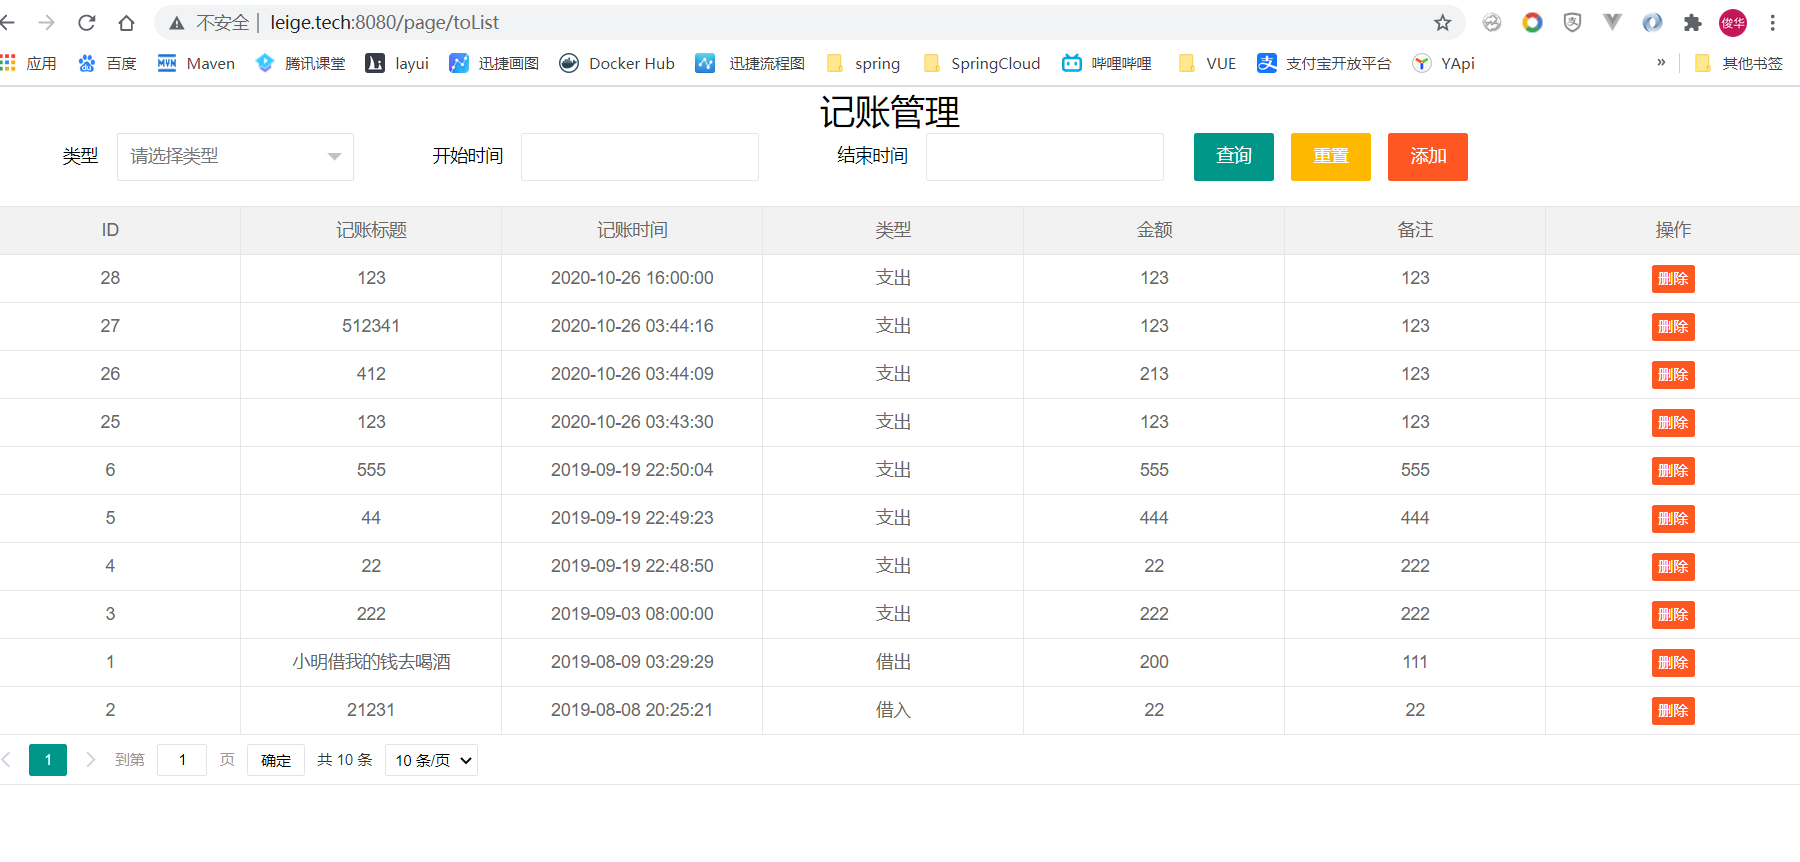 不安全 | leige.tech:8080/page/toList 俊华
应用 百度 Maven 腾讯课堂 layui 迅捷画图 Docker Hub 迅捷流程图 spring SpringCloud 哔哩哔哩 VUE 支付宝开放平台 YApi » 其他书签
记账管理
类型 请选择类型 开始时间 结束时间 查询 重置 添加
ID 记账标题 记账时间 类型 金额 备注 操作
28 123 2020-10-26 16:00:00 支出 123 123 删除
27 512341 2020-10-26 03:44:16 支出 123 123 删除
26 412 2020-10-26 03:44:09 支出 213 123 删除
25 123 2020-10-26 03:43:30 支出 123 123 删除
6 555 2019-09-19 22:50:04 支出 555 555 删除
5 44 2019-09-19 22:49:23 支出 444 444 删除
4 22 2019-09-19 22:48:50 支出 22 222 删除
3 222 2019-09-03 08:00:00 支出 222 222 删除
1 小明借我的钱去喝酒 2019-08-09 03:29:29 借出 200 111 删除
2 21231 2019-08-08 20:25:21 借入 22 22 删除
1 到第 1 页 确定 共 10 条 10 条/页